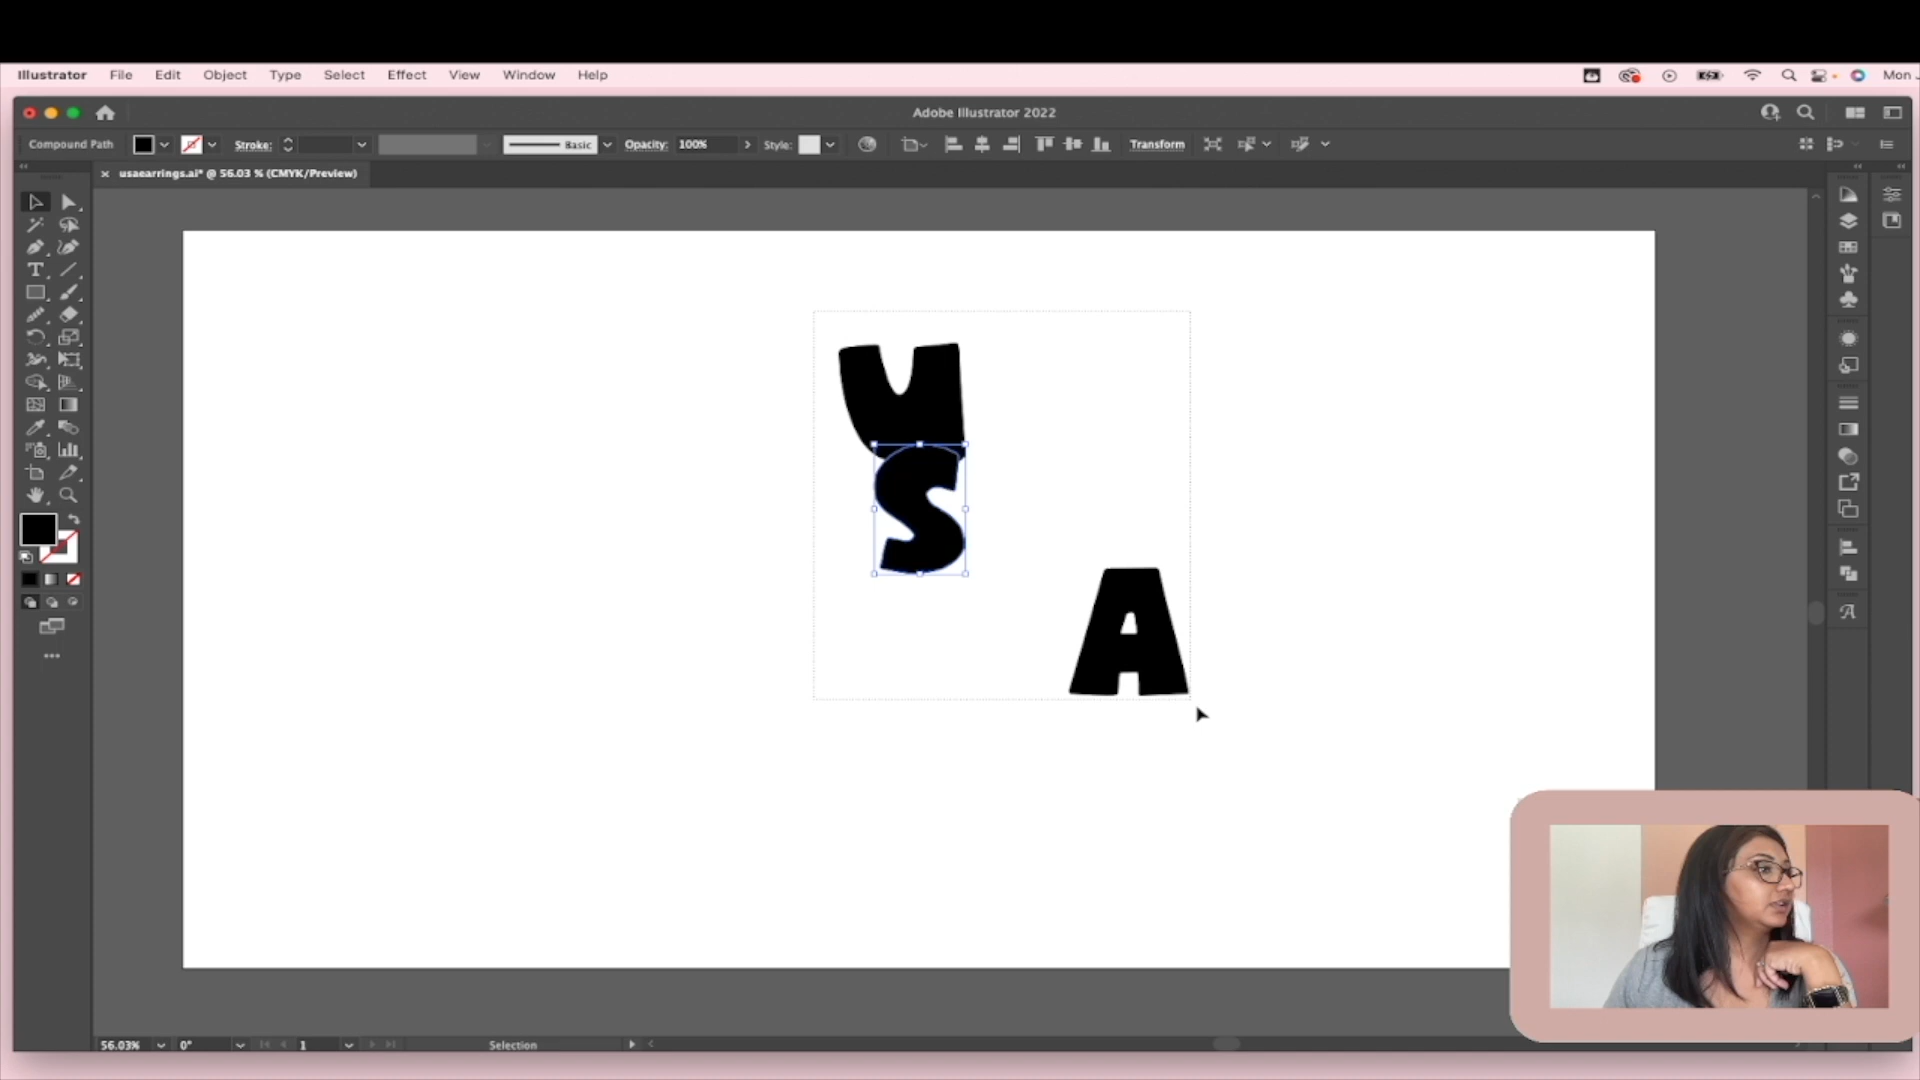 Illustrator File Edit Object Type Select Effect View Window Help Mon
Adobe Illustrator 2022
Compound Path Stroke: Basic Opacity: 100% Style: Transform
× usaearrings.ai* @ 56.03 % (CMYK/Preview)
U
S
A
56.03% 0° 1 Selection